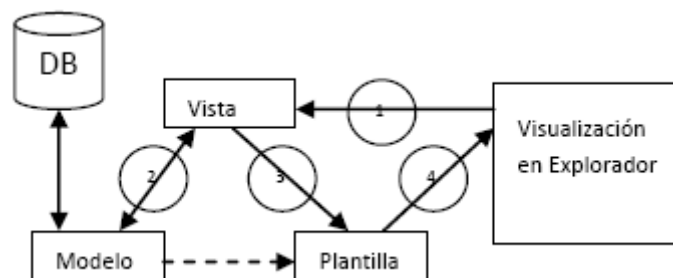 DB
Vista
1
Visualización
en Explorador
2
3
4
Modelo
Plantilla